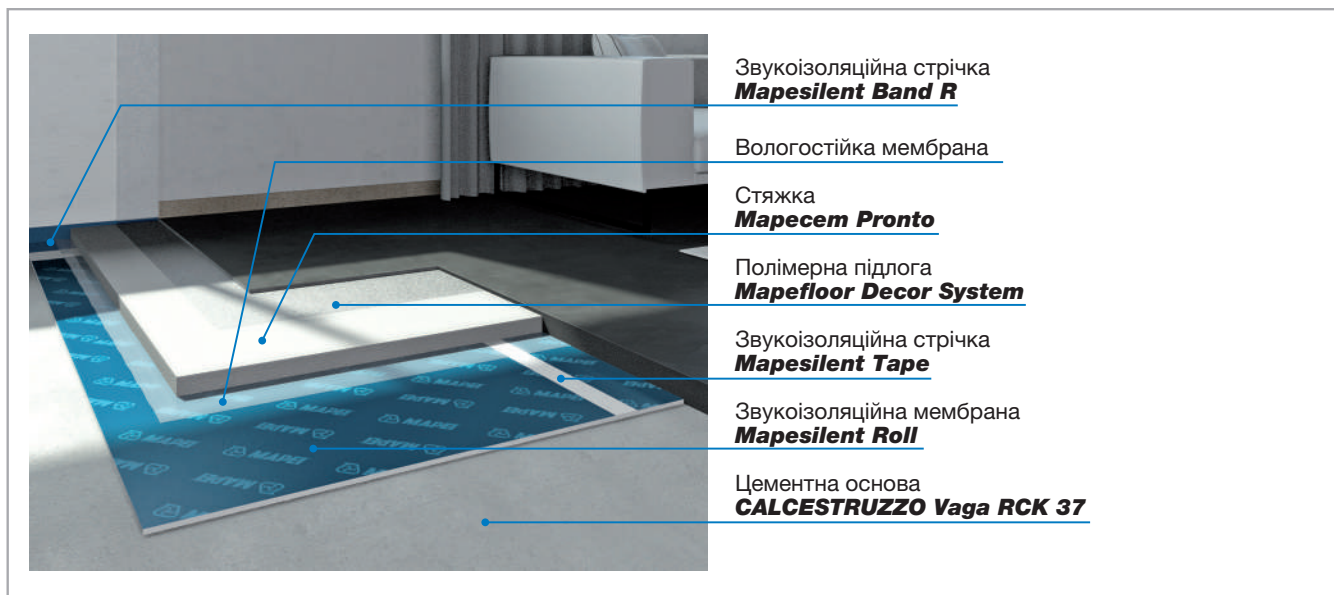 Звукоізоляційна стрічка
Mapesilent Band R
Вологостійка мембрана
Стяжка
Mapecem Pronto
Полімерна підлога
Mapefloor Decor System
Звукоізоляційна стрічка
Mapesilent Tape
Звукоізоляційна мембрана
Mapesilent Roll
Цементна основа
CALCESTRUZZO Vaga RCK 37
MAPEI